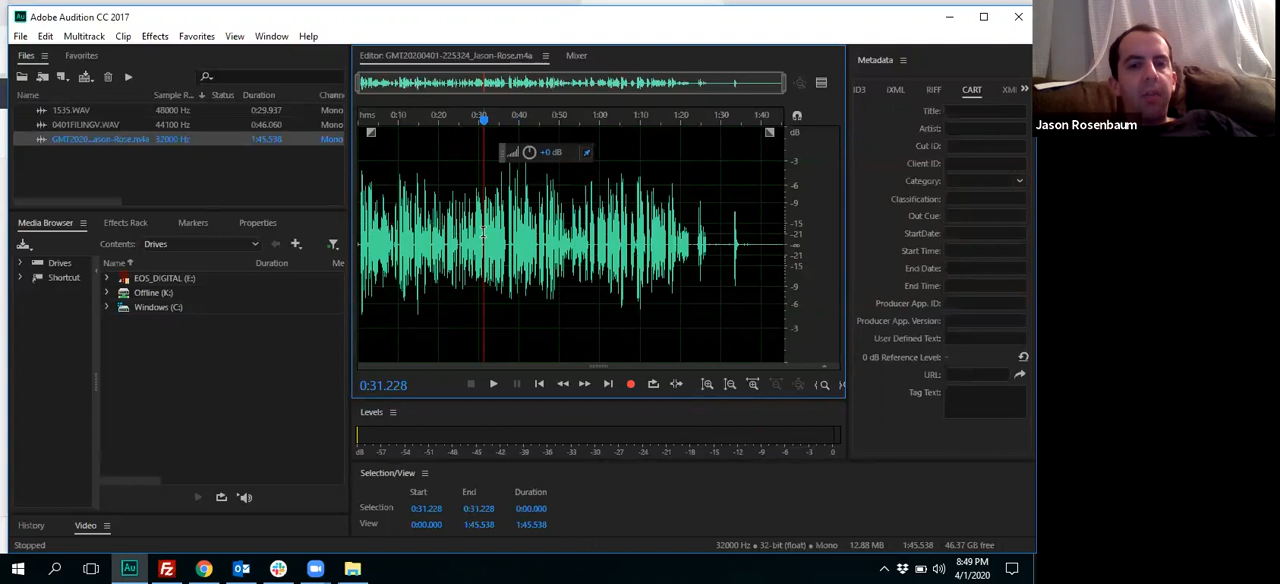 Adobe Audition CC 2017
File Edit Multitrack Clip Effects Favorites View Window Help
Files Favorites
Name Status Duration
1535.WAV 48000 Hz 0:29.937 Mono
0401FILINGV.WAV 44100 Hz 0:46.060 Mono
GMT2020...ason-Rose.m4a 32000 Hz 1:45.538 Mono
Media Browser Effects Rack Markers Properties
Contents: Drives
Name Duration Me
Drives
Shortcut
EOS_DIGITAL (E:)
Offline (K:)
Windows (C:)
History Video
Stopped
Editor: GMT20200401-225324_Jason-Rose.m4a Mixer
hms 0:10 0:20 0:30 0:40 0:50 1:00 1:10 1:20 1:30 1:40
dB
+0 dB
-3
-6
-9
-15
-21
-∞
-21
-15
-9
-6
-3
0:31.228
Levels
dB -57 -54 -51 -48 -45 -42 -39 -36 -33 -30 -27 -24 -21 -18 -15 -12 -9 -6 -3 0
Selection/View
Start End Duration
Selection 0:31.228 0:31.228 0:00.000
View 0:00.000 1:45.538 1:45.538
32000 Hz • 32-bit (float) • Mono 12.88 MB 1:45.538 46.37 GB free
Metadata
ID3 iXML RIFF CART XMI
Title:
Artist:
Cut ID:
Client ID:
Category:
Classification:
Out Cue:
StartDate:
Start Time:
End Date:
End Time:
Producer App. ID:
Producer App. Version:
User Defined Text:
0 dB Reference Level: -
URL:
Tag Text:
Jason Rosenbaum
8:49 PM
4/1/2020